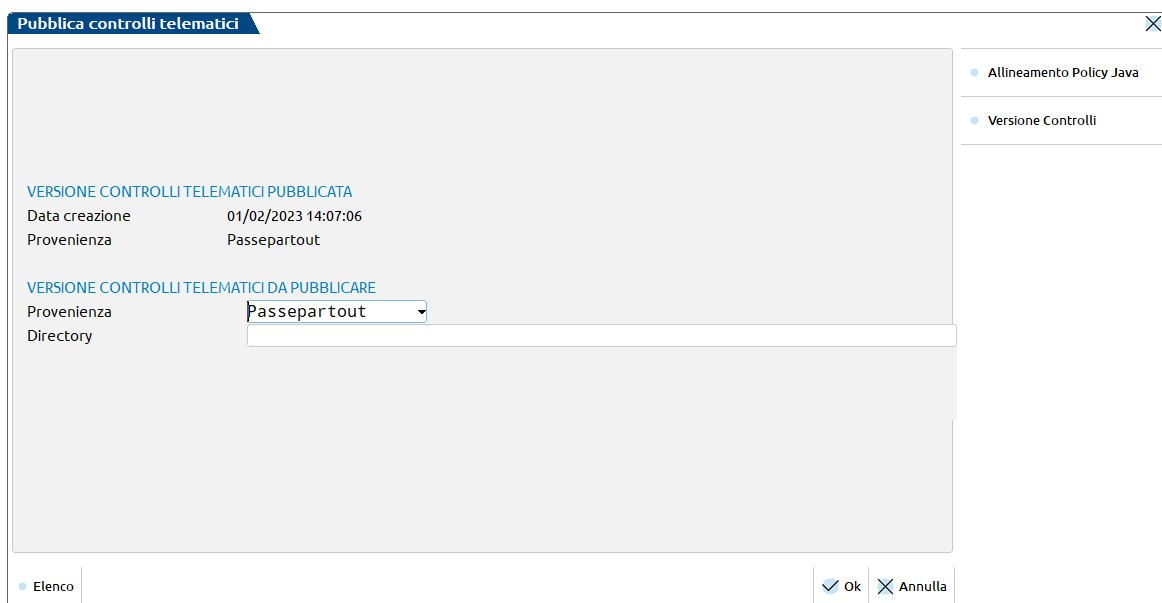 Pubblica controlli telematici
Allineamento Policy Java
Versione Controlli
VERSIONE CONTROLLI TELEMATICI PUBBLICATA
Data creazione 01/02/2023 14:07:06
Provenienza Passepartout
VERSIONE CONTROLLI TELEMATICI DA PUBBLICARE
Provenienza Passepartout
Directory
Elenco Ok Annulla